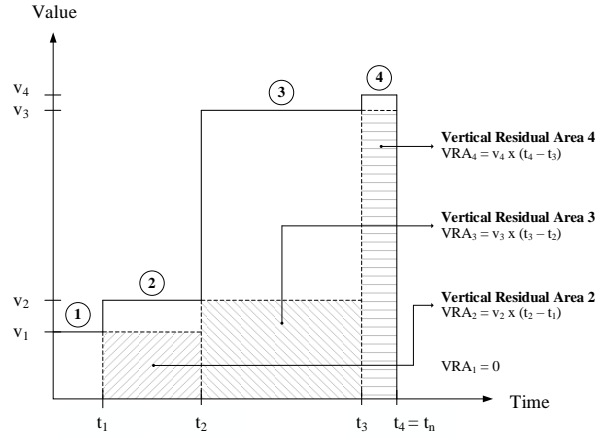 Value
v₄
v₃
v₂
v₁
1
2
3
4
Vertical Residual Area 4
VRA₄ = v₄ x (t₄ – t₃)
Vertical Residual Area 3
VRA₃ = v₃ x (t₃ – t₂)
Vertical Residual Area 2
VRA₂ = v₂ x (t₂ – t₁)
VRA₁ = 0
Time
t₁
t₂
t₃
t₄ = tₙ